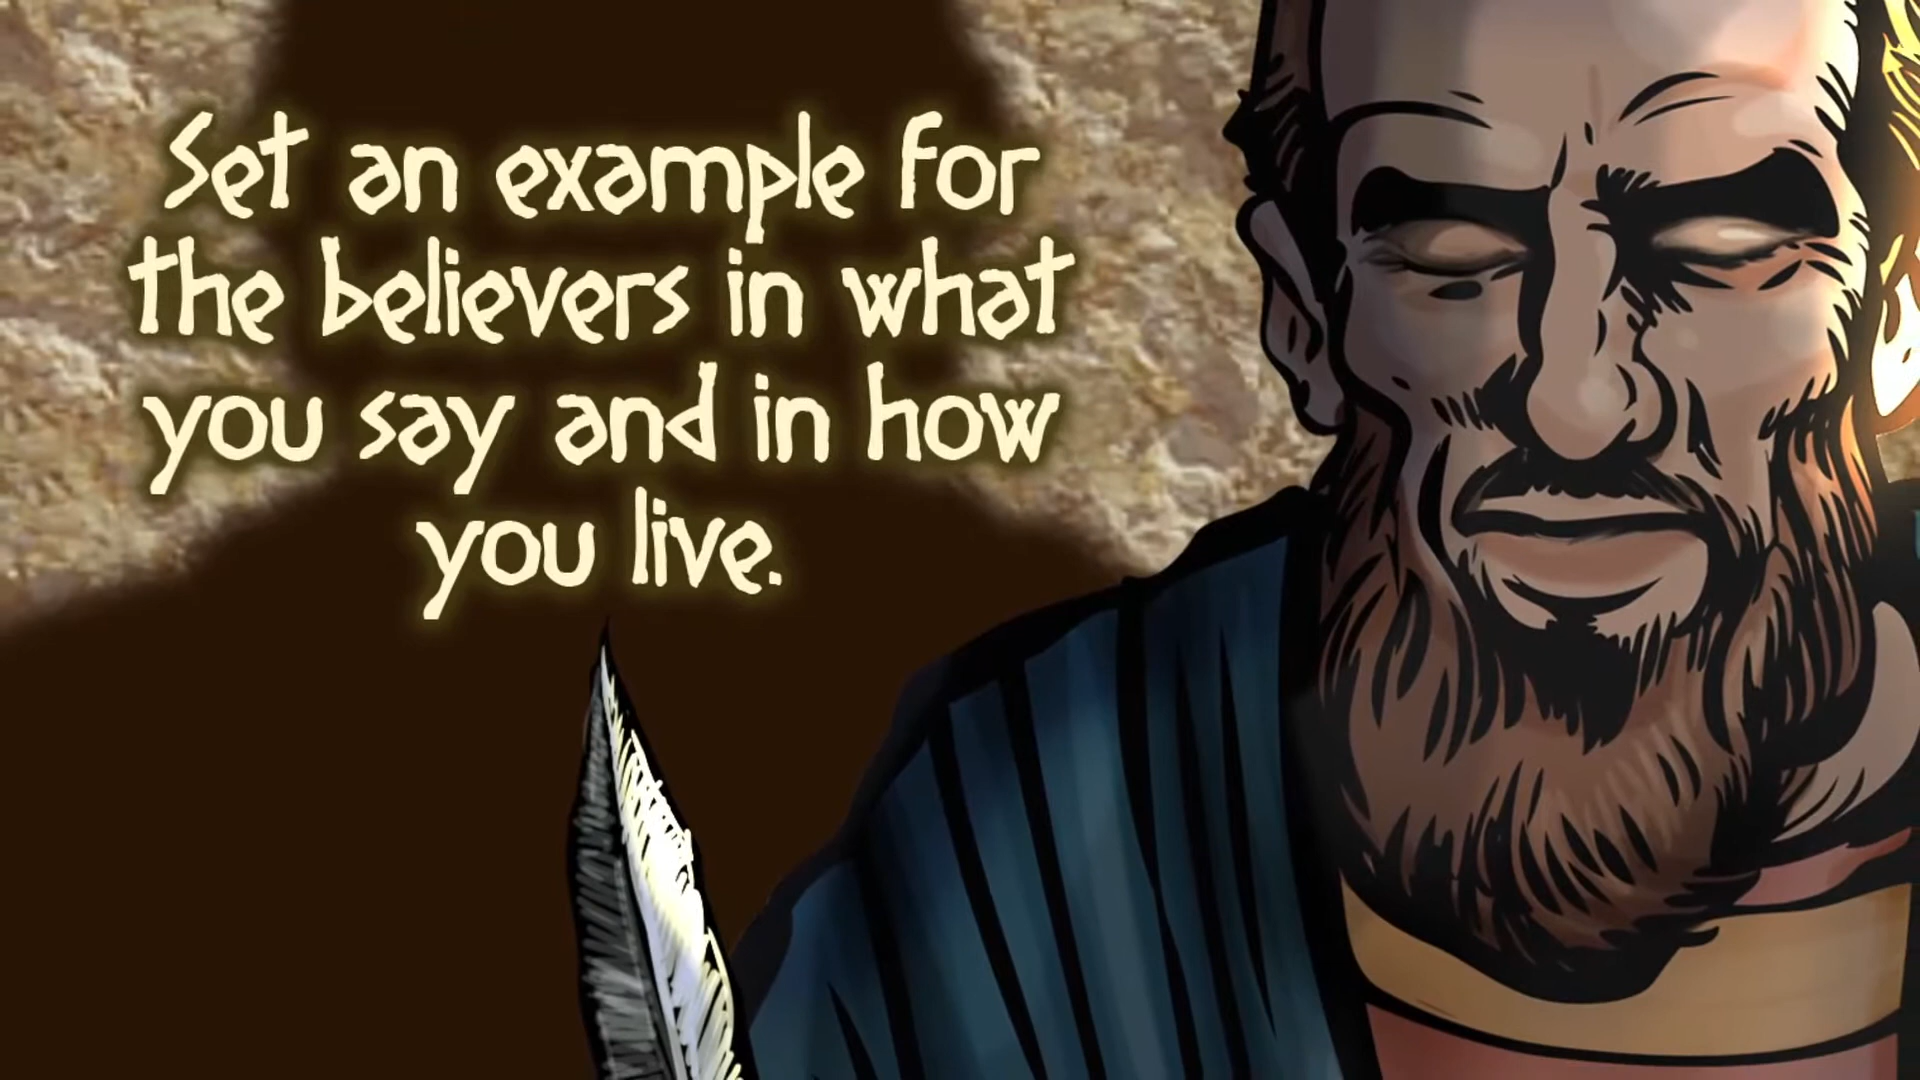 Set an example for
the believers in what
you say and in how
you live.